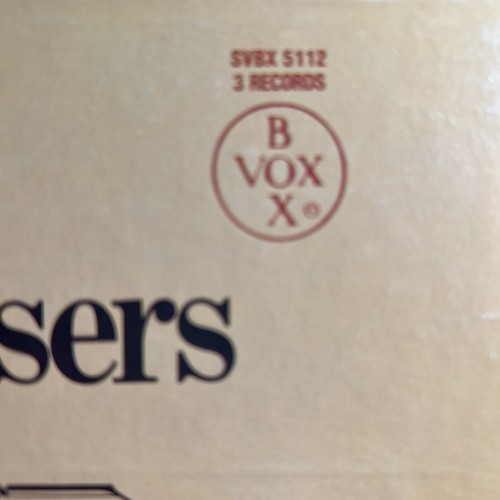 SVBX 5112
3 RECORDS
B
VOX
X
sers